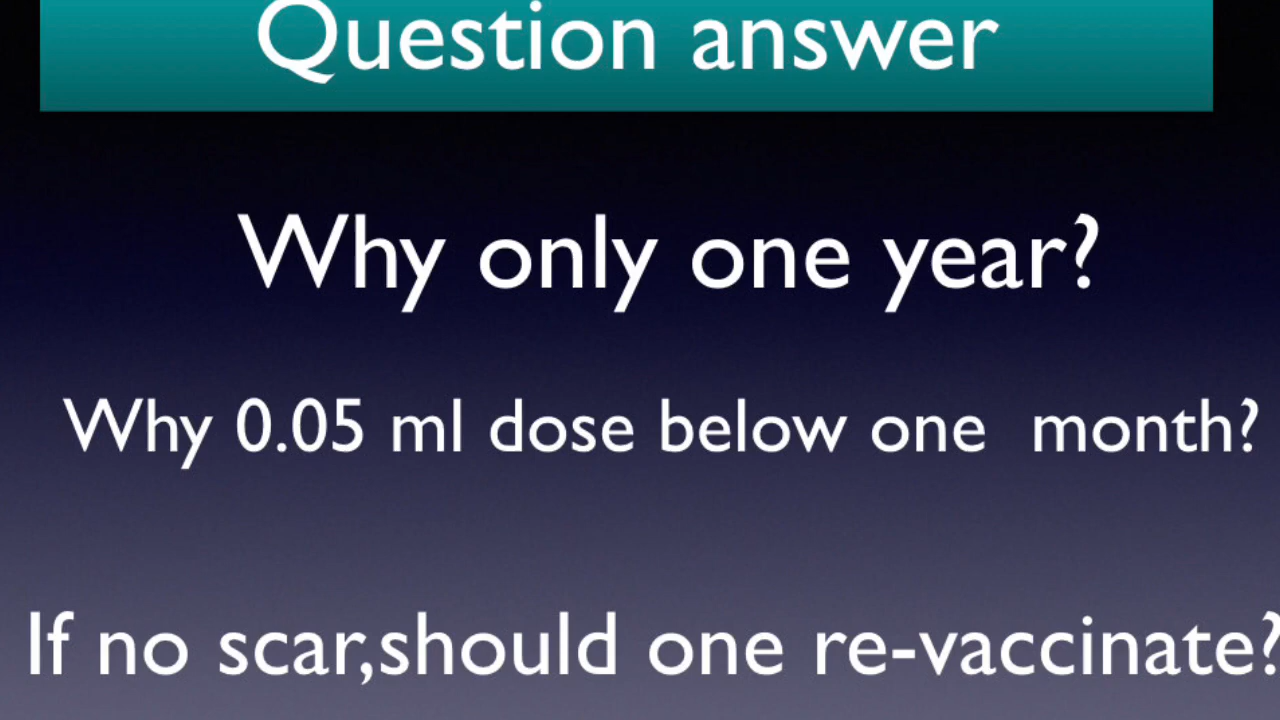 Question answer
Why only one year?
Why 0.05 ml dose below one month?
If no scar,should one re-vaccinate?